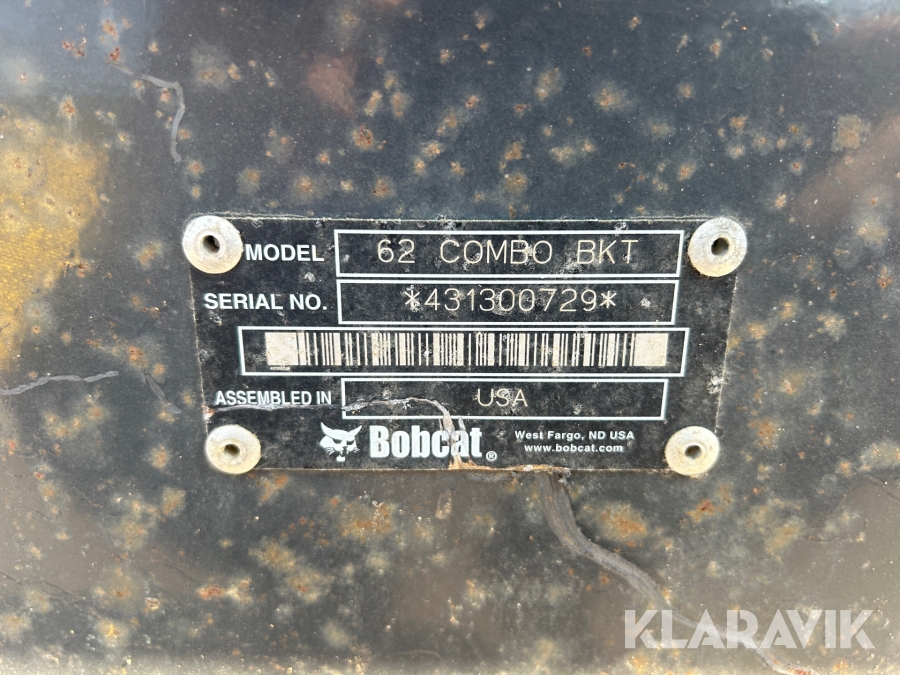 MODEL 62 COMBO BKT
SERIAL NO. *431300729*
ASSEMBLED IN USA
Bobcat® West Fargo, ND USA
www.bobcat.com
KLARAVIK